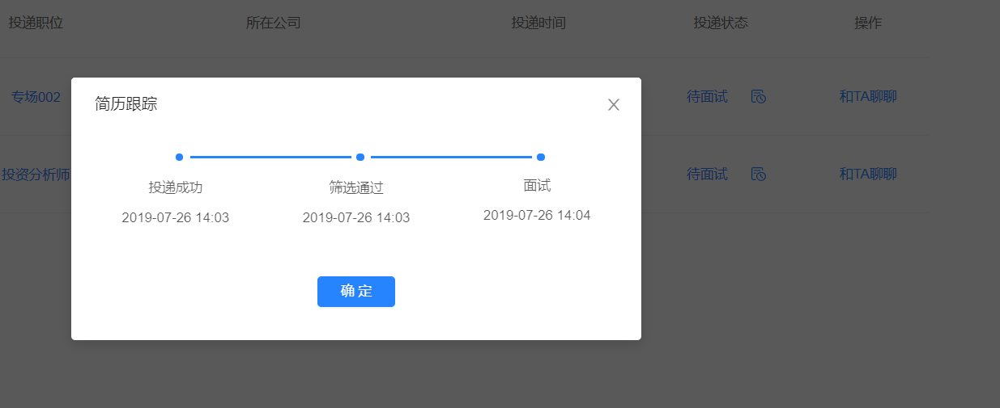 投递职位 所在公司 投递时间 投递状态 操作
专场002 待面试 和TA聊聊
简历跟踪
投资分析师 待面试 和TA聊聊
投递成功 筛选通过 面试
2019-07-26 14:03 2019-07-26 14:03 2019-07-26 14:04
确 定